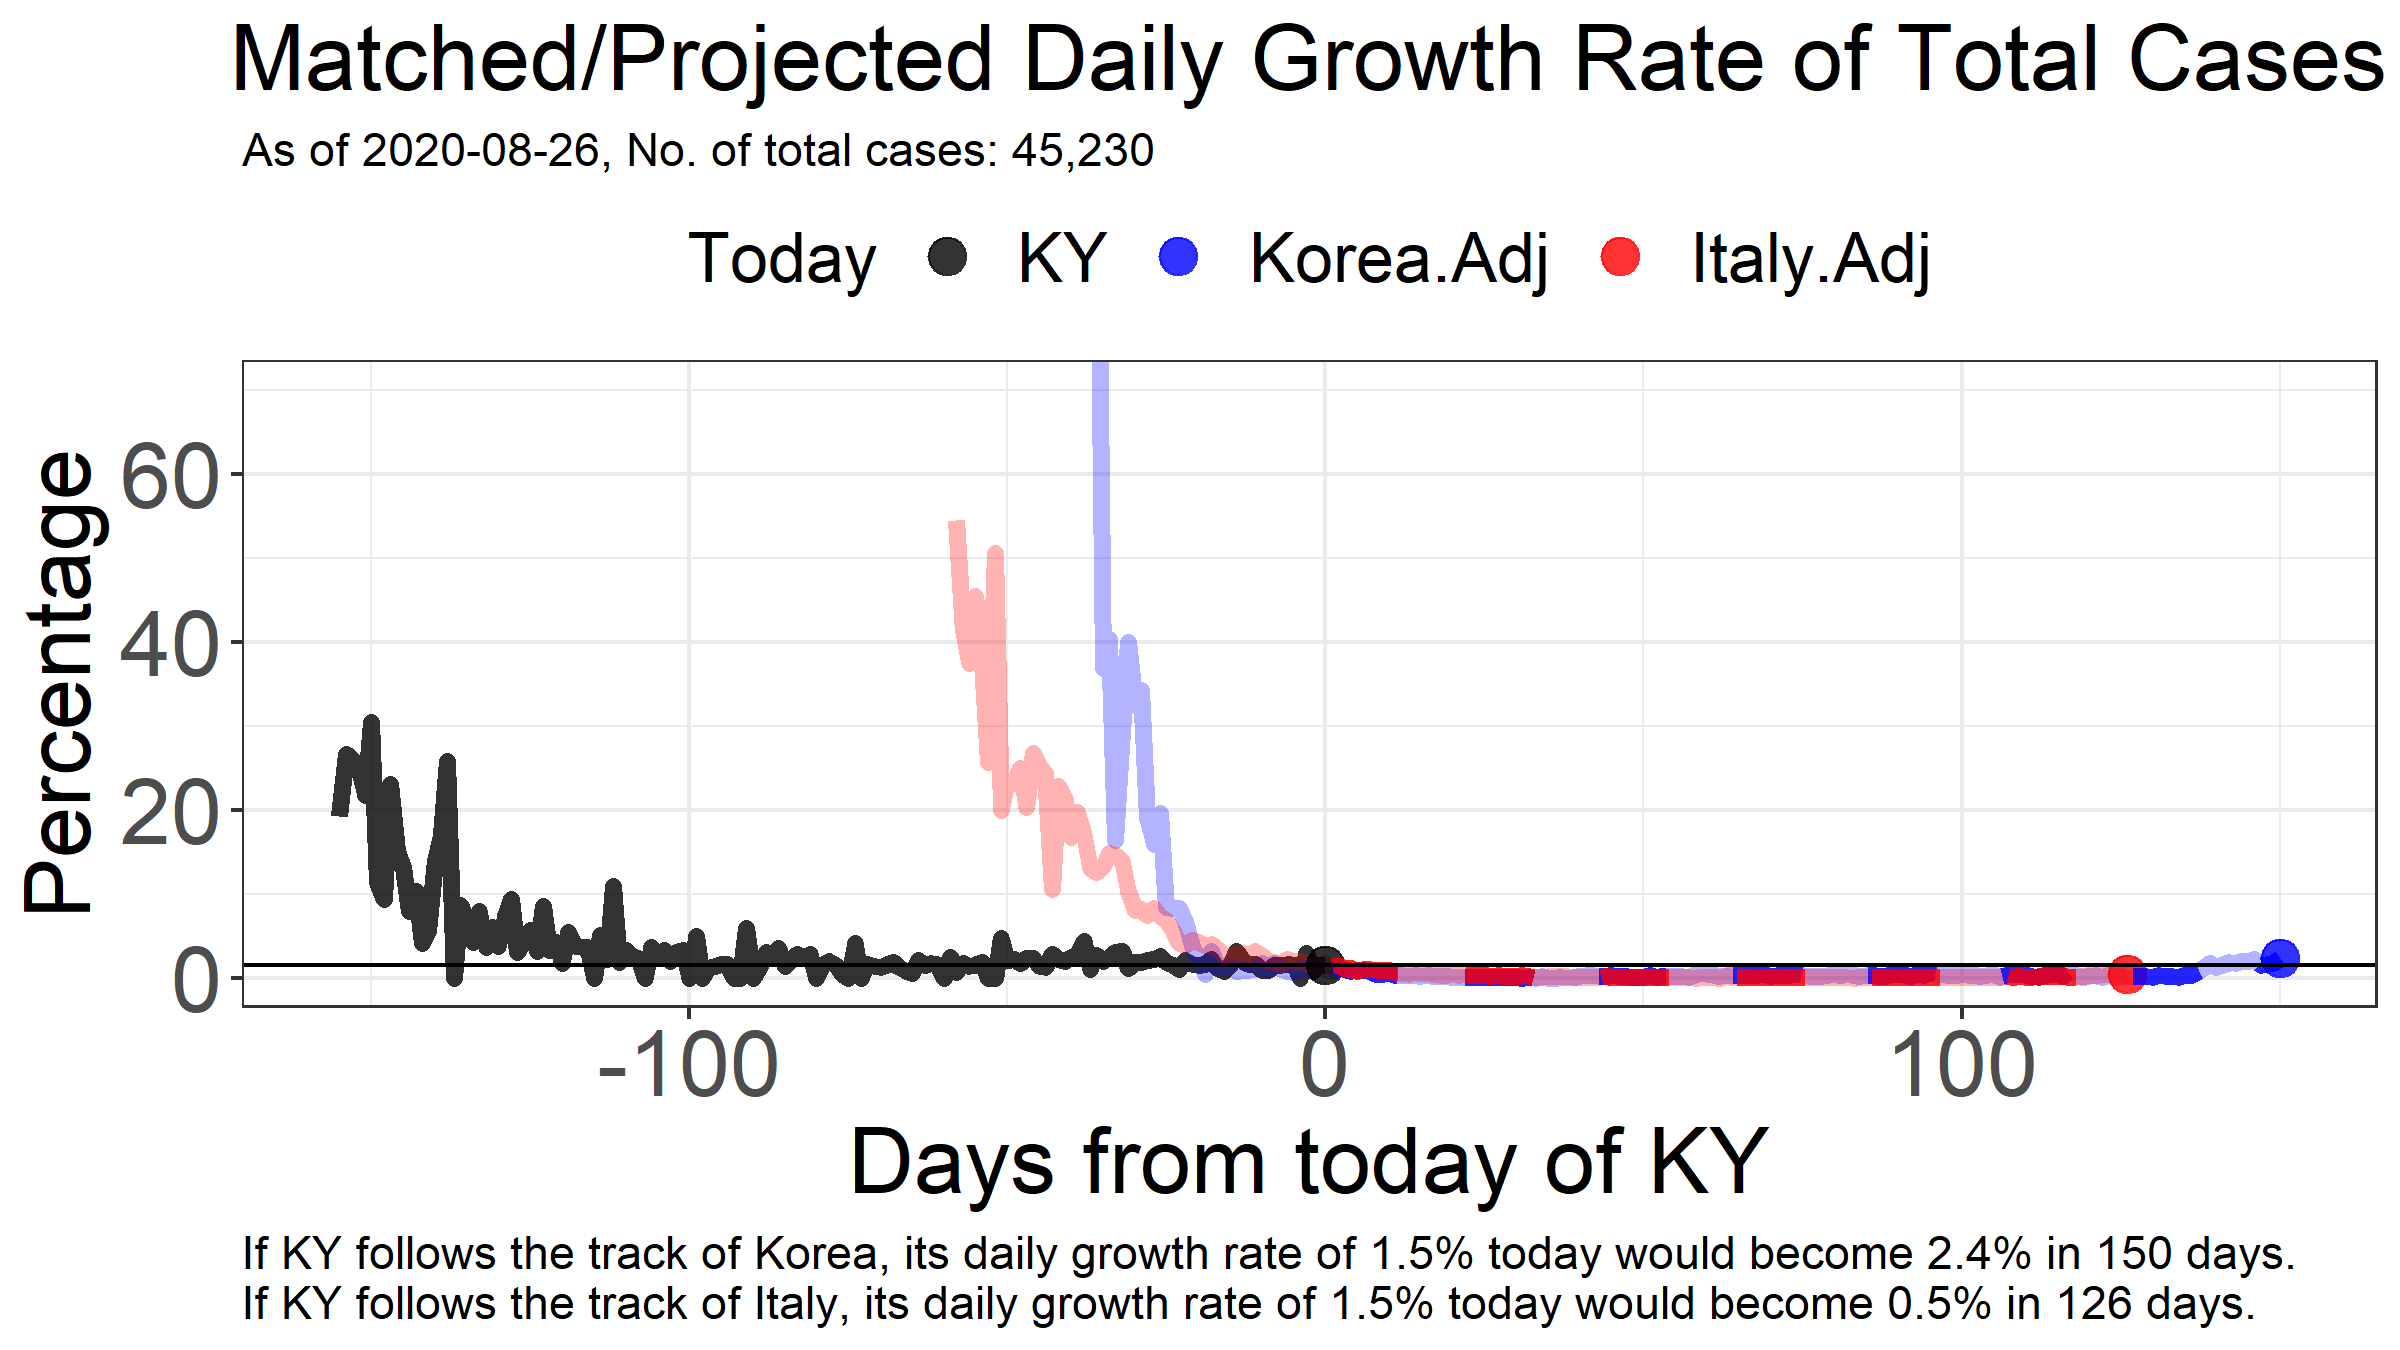 Matched/Projected Daily Growth Rate of Total Cases
As of 2020-08-26, No. of total cases: 45,230
Today KY Korea.Adj Italy.Adj
Percentage
60
40
20
0
-100 0 100
Days from today of KY
If KY follows the track of Korea, its daily growth rate of 1.5% today would become 2.4% in 150 days.
If KY follows the track of Italy, its daily growth rate of 1.5% today would become 0.5% in 126 days.